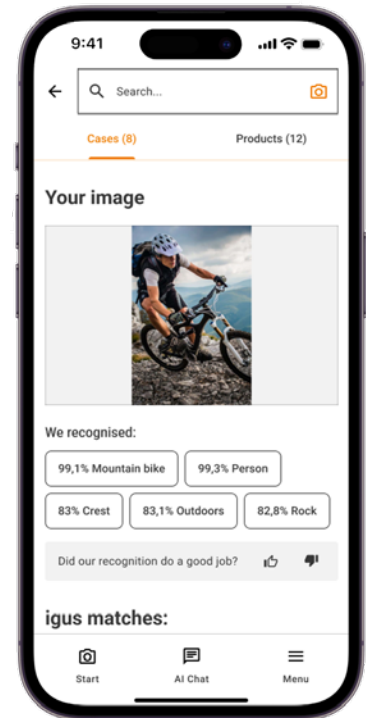 9:41
Search...
Cases (8) Products (12)
Your image
We recognised:
99,1% Mountain bike 99,3% Person
83% Crest 83,1% Outdoors 82,8% Rock
Did our recognition do a good job?
igus matches:
Start AI Chat Menu